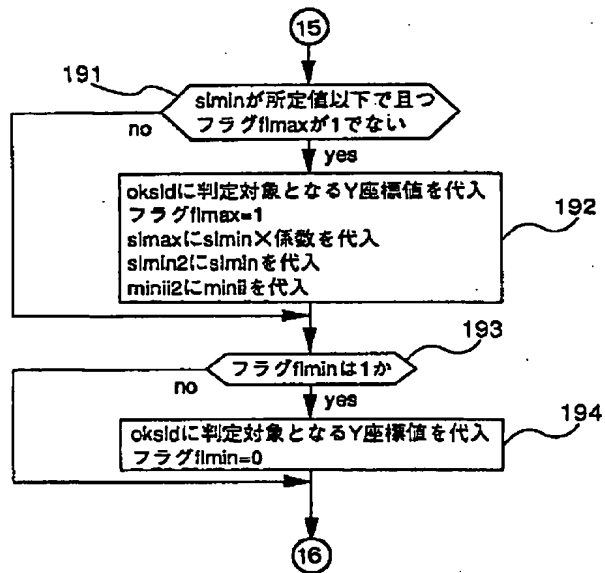 15
191
slminが所定値以下で且つ
フラグflmaxが1でない
no
yes
oksldに判定対象となるY座標値を代入
フラグflmax=1
slmaxにslmin×係数を代入
slmin2にslminを代入
minii2にminiiを代入
192
193
フラグflminは1か
no
yes
oksldに判定対象となるY座標値を代入
フラグflmin=0
194
16